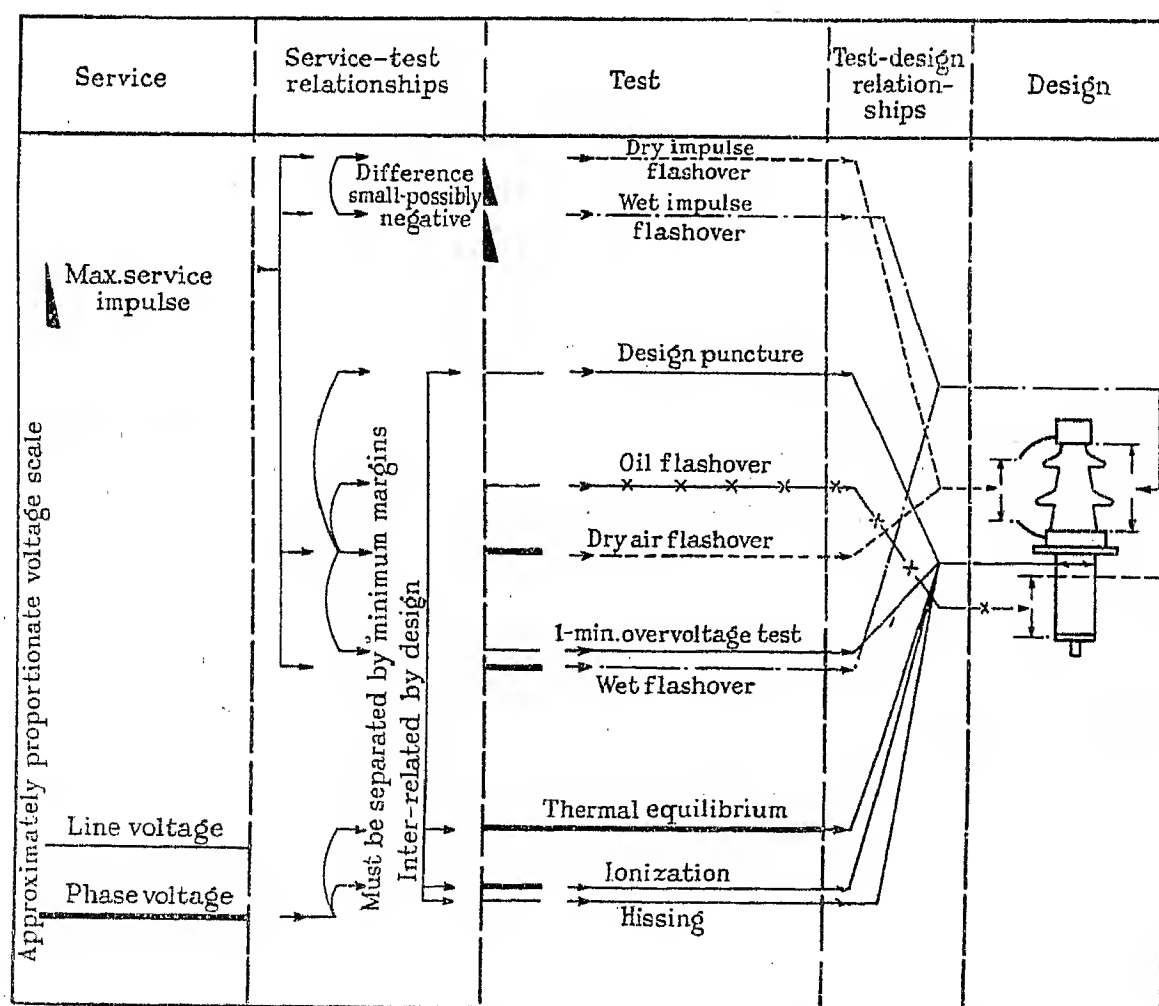 Service
Service-test
relationships
Test
Test-design
relation-
ships
Design
Approximately proportionate voltage scale
Max.service
impulse
Line voltage
Phase voltage
Difference
small-possibly
negative
Must be separated by minimum margins
Inter-related by design
Dry impulse
flashover
Wet impulse
flashover
Design puncture
Oil flashover
Dry air flashover
1-min.overvoltage test
Wet flashover
Thermal equilibrium
Ionization
Hissing